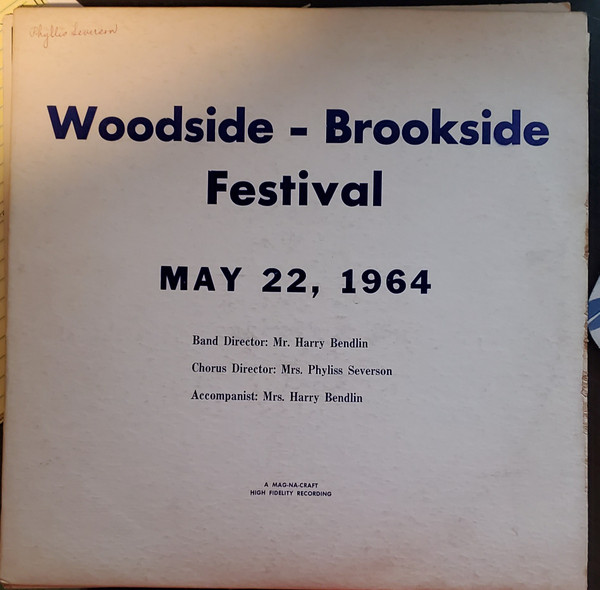 Phyllis Severson
Woodside - Brookside
Festival
MAY 22, 1964
Band Director: Mr. Harry Bendlin
Chorus Director: Mrs. Phyliss Severson
Accompanist: Mrs. Harry Bendlin
A MAG-NA-CRAFT
HIGH FIDELITY RECORDING